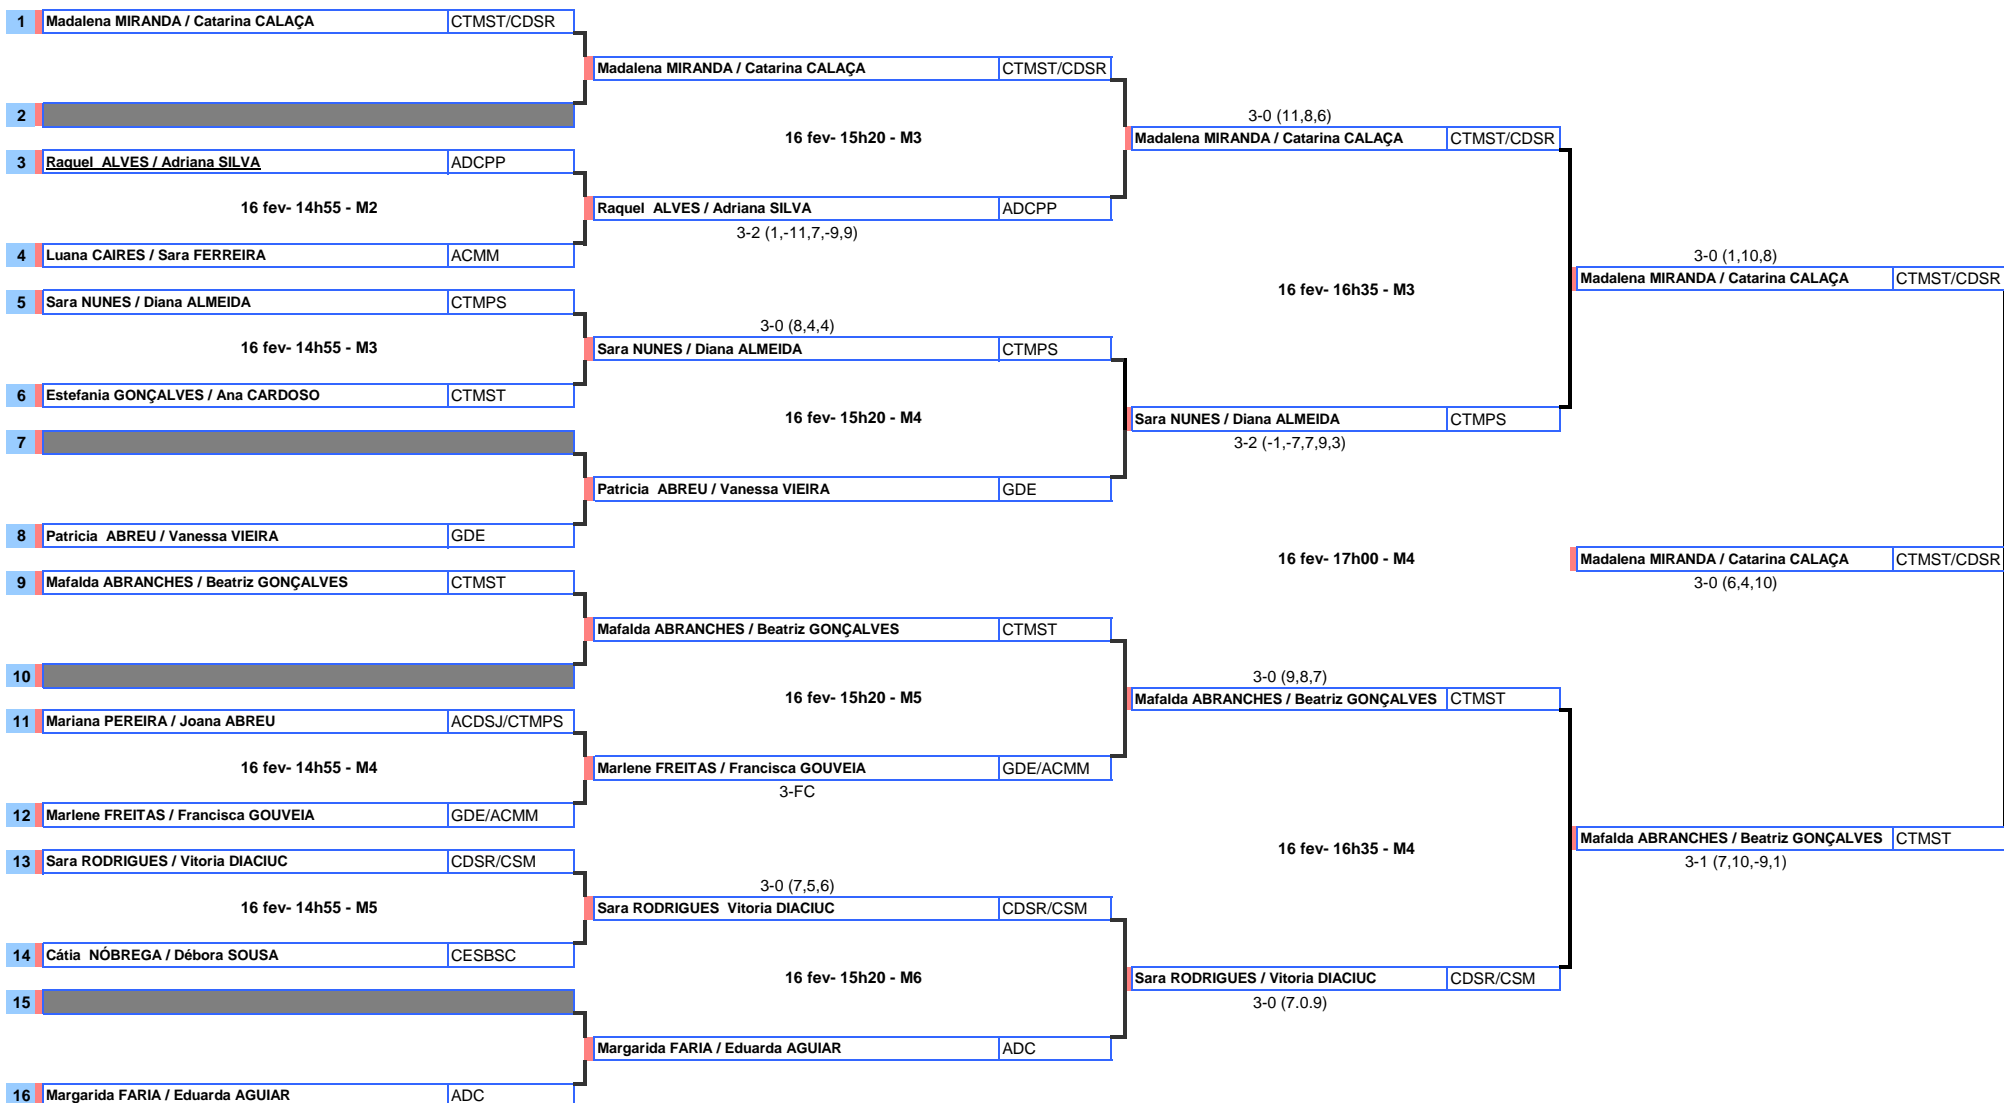 1 Madalena MIRANDA / Catarina CALAÇA CTMST/CDSR
Madalena MIRANDA / Catarina CALAÇA CTMST/CDSR
2
3-0 (11,8,6)
16 fev- 15h20 - M3
Madalena MIRANDA / Catarina CALAÇA CTMST/CDSR
3 Raquel  ALVES / Adriana SILVA ADCPP
16 fev- 14h55 - M2
Raquel  ALVES / Adriana SILVA ADCPP
3-2 (1,-11,7,-9,9)
4 Luana CAIRES / Sara FERREIRA ACMM
3-0 (1,10,8)
Madalena MIRANDA / Catarina CALAÇA CTMST/CDSR
16 fev- 16h35 - M3
5 Sara NUNES / Diana ALMEIDA CTMPS
3-0 (8,4,4)
16 fev- 14h55 - M3
Sara NUNES / Diana ALMEIDA CTMPS
6 Estefania GONÇALVES / Ana CARDOSO CTMST
16 fev- 15h20 - M4
Sara NUNES / Diana ALMEIDA CTMPS
3-2 (-1,-7,7,9,3)
7
Patricia  ABREU / Vanessa VIEIRA GDE
8 Patricia  ABREU / Vanessa VIEIRA GDE
16 fev- 17h00 - M4
Madalena MIRANDA / Catarina CALAÇA CTMST/CDSR
3-0 (6,4,10)
9 Mafalda ABRANCHES / Beatriz GONÇALVES CTMST
Mafalda ABRANCHES / Beatriz GONÇALVES CTMST
10
3-0 (9,8,7)
16 fev- 15h20 - M5
Mafalda ABRANCHES / Beatriz GONÇALVES CTMST
11 Mariana PEREIRA / Joana ABREU ACDSJ/CTMPS
16 fev- 14h55 - M4
Marlene FREITAS / Francisca GOUVEIA GDE/ACMM
3-FC
12 Marlene FREITAS / Francisca GOUVEIA GDE/ACMM
16 fev- 16h35 - M4
Mafalda ABRANCHES / Beatriz GONÇALVES CTMST
3-1 (7,10,-9,1)
13 Sara RODRIGUES / Vitoria DIACIUC CDSR/CSM
3-0 (7,5,6)
16 fev- 14h55 - M5
Sara RODRIGUES  Vitoria DIACIUC CDSR/CSM
14 Cátia  NÓBREGA / Débora SOUSA CESBSC
16 fev- 15h20 - M6
Sara RODRIGUES / Vitoria DIACIUC CDSR/CSM
3-0 (7.0.9)
15
Margarida FARIA / Eduarda AGUIAR ADC
16 Margarida FARIA / Eduarda AGUIAR ADC